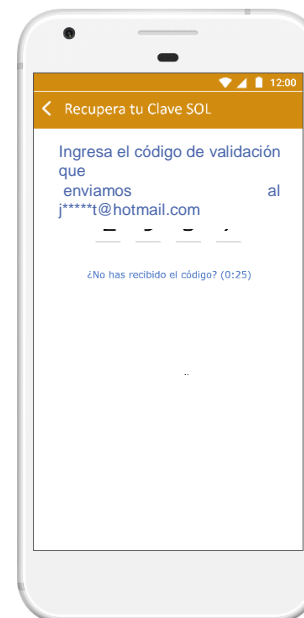 12:00
Recupera tu Clave SOL
Ingresa el código de validación
que
enviamos al
j*****t@hotmail.com
¿No has recibido el código? (0:25)